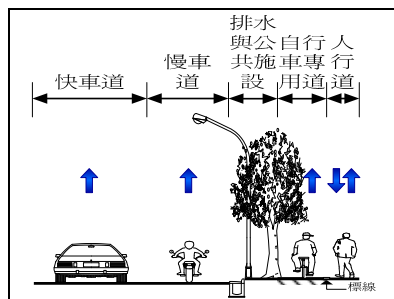 快車道
慢車
道
排水
與公
共施
設
自行
車專
用道
人
行
道
標線